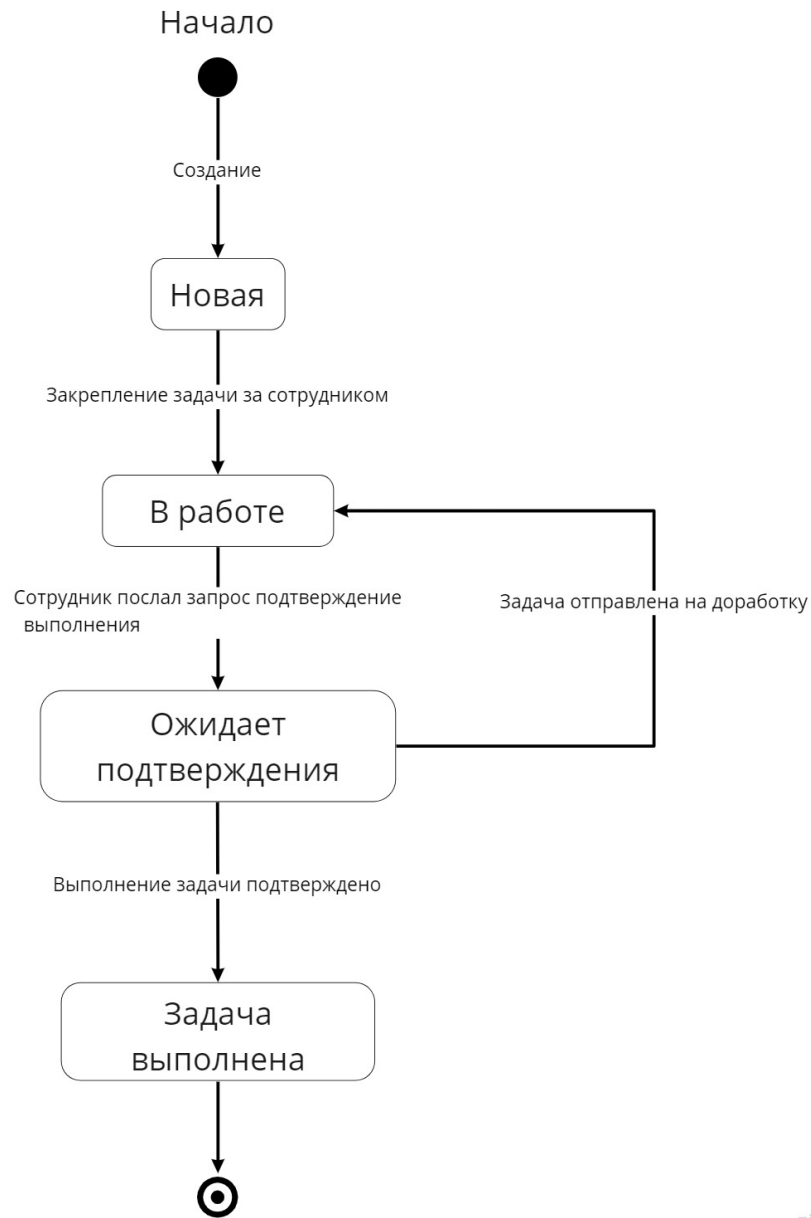 Начало
Создание
Новая
Закрепление задачи за сотрудником
В работе
Сотрудник послал запрос подтверждение
выполнения
Задача отправлена на доработку
Ожидает
подтверждения
Выполнение задачи подтверждено
Задача
выполнена